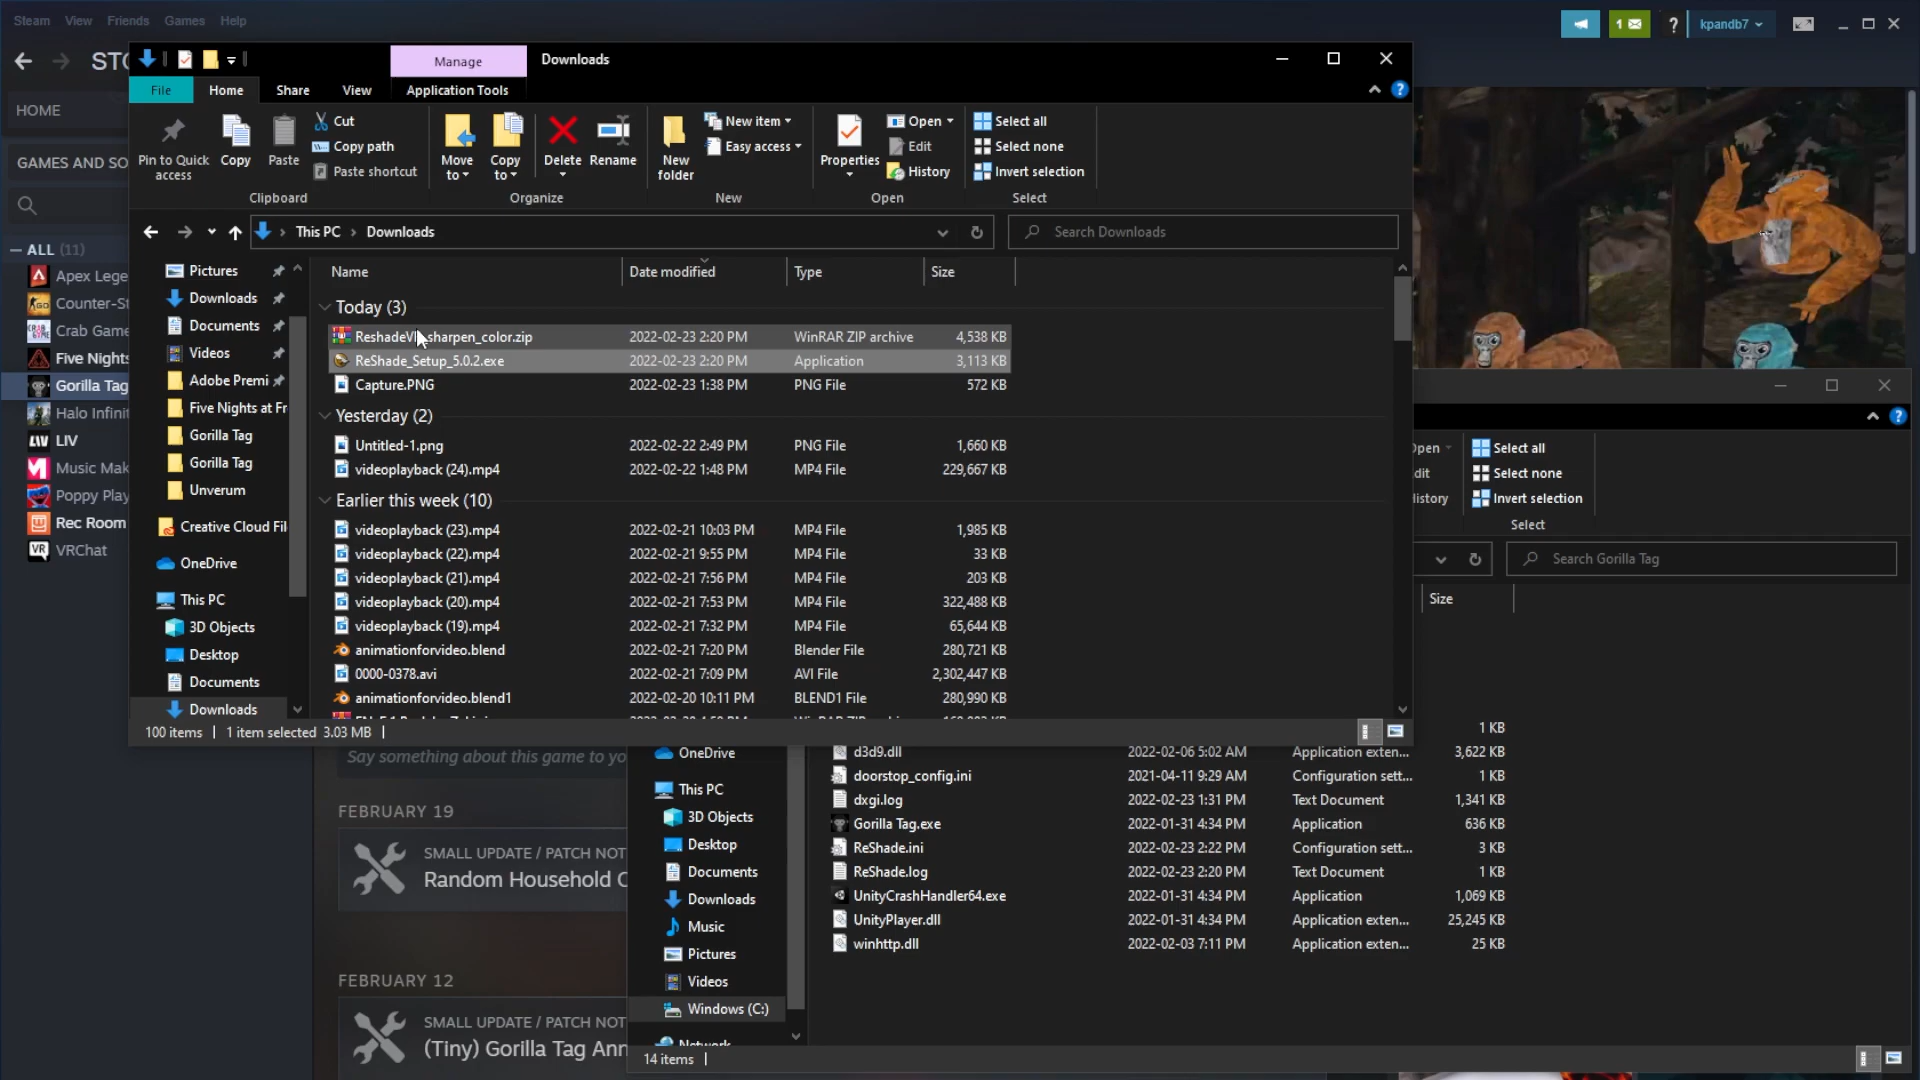 Steam View Friends Games Help
1
?
kpandb7
STO
HOME
GAMES AND SO
ALL (11)
Apex Lege
Counter-St
Crab Game
Five Nights
Gorilla Tag
Halo Infinit
LIV
Music Mak
Poppy Play
Rec Room
VRChat
Manage
Downloads
File
Home
Share
View
Application Tools
Pin to Quick access
Copy
Paste
Cut
Copy path
Paste shortcut
Clipboard
Move to
Copy to
Delete
Rename
Organize
New folder
New item
Easy access
New
Properties
Open
Edit
History
Open
Select all
Select none
Invert selection
Select
This PC > Downloads
Search Downloads
Pictures
Downloads
Documents
Videos
Adobe Premi
Five Nights at Fr
Gorilla Tag
Gorilla Tag
Unverum
Creative Cloud Fil
OneDrive
This PC
3D Objects
Desktop
Documents
Downloads
Name Date modified Type Size
Today (3)
sharpen_color.zip 2022-02-23 2:20 PM WinRAR ZIP archive 4,538 KB
ReShade_Setup_5.0.2.exe 2022-02-23 2:20 PM Application 3,113 KB
Capture.PNG 2022-02-23 1:38 PM PNG File 572 KB
Yesterday (2)
Untitled-1.png 2022-02-22 2:49 PM PNG File 1,660 KB
videoplayback (24).mp4 2022-02-22 1:48 PM MP4 File 229,667 KB
Earlier this week (10)
videoplayback (23).mp4 2022-02-21 10:03 PM MP4 File 1,985 KB
videoplayback (22).mp4 2022-02-21 9:55 PM MP4 File 33 KB
videoplayback (21).mp4 2022-02-21 7:56 PM MP4 File 203 KB
videoplayback (20).mp4 2022-02-21 7:53 PM MP4 File 322,488 KB
videoplayback (19).mp4 2022-02-21 7:32 PM MP4 File 65,644 KB
animationforvideo.blend 2022-02-21 7:20 PM Blender File 280,721 KB
0000-0378.avi 2022-02-21 7:09 PM AVI File 2,302,447 KB
animationforvideo.blend1 2022-02-20 10:11 PM BLEND1 File 280,990 KB
100 items 1 item selected 3.03 MB
pen
dit
istory
Select all
Select none
Invert selection
Select
Search Gorilla Tag
Size
1 KB
OneDrive
This PC
3D Objects
Desktop
Documents
Downloads
Music
Pictures
Videos
Windows (C:)
Network
d3d9.dll 2022-02-06 5:02 AM Application exten... 3,622 KB
doorstop_config.ini 2021-04-11 9:29 AM Configuration sett... 1 KB
dxgi.log 2022-02-23 1:31 PM Text Document 1,341 KB
Gorilla Tag.exe 2022-01-31 4:34 PM Application 636 KB
ReShade.ini 2022-02-23 2:22 PM Configuration sett... 3 KB
ReShade.log 2022-02-23 2:20 PM Text Document 1 KB
UnityCrashHandler64.exe 2022-01-31 4:34 PM Application 1,069 KB
UnityPlayer.dll 2022-01-31 4:34 PM Application exten... 25,245 KB
winhttp.dll 2022-02-03 7:11 PM Application exten... 25 KB
14 items
Say something about this game to yo
FEBRUARY 19
SMALL UPDATE / PATCH NOT
Random Household C
FEBRUARY 12
SMALL UPDATE / PATCH NOT
(Tiny) Gorilla Tag Ann